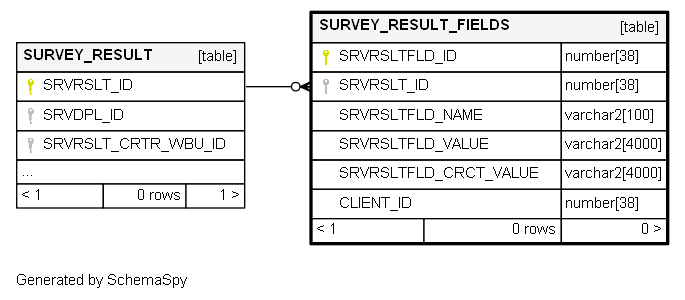 SURVEY_RESULT [table]
SRVRSLT_ID
SRVDPL_ID
SRVRSLT_CRTR_WBU_ID
...
< 1 0 rows 1 >
SURVEY_RESULT_FIELDS [table]
SRVRSLTFLD_ID number[38]
SRVRSLT_ID number[38]
SRVRSLTFLD_NAME varchar2[100]
SRVRSLTFLD_VALUE varchar2[4000]
SRVRSLTFLD_CRCT_VALUE varchar2[4000]
CLIENT_ID number[38]
< 1 0 rows 0 >
Generated by SchemaSpy